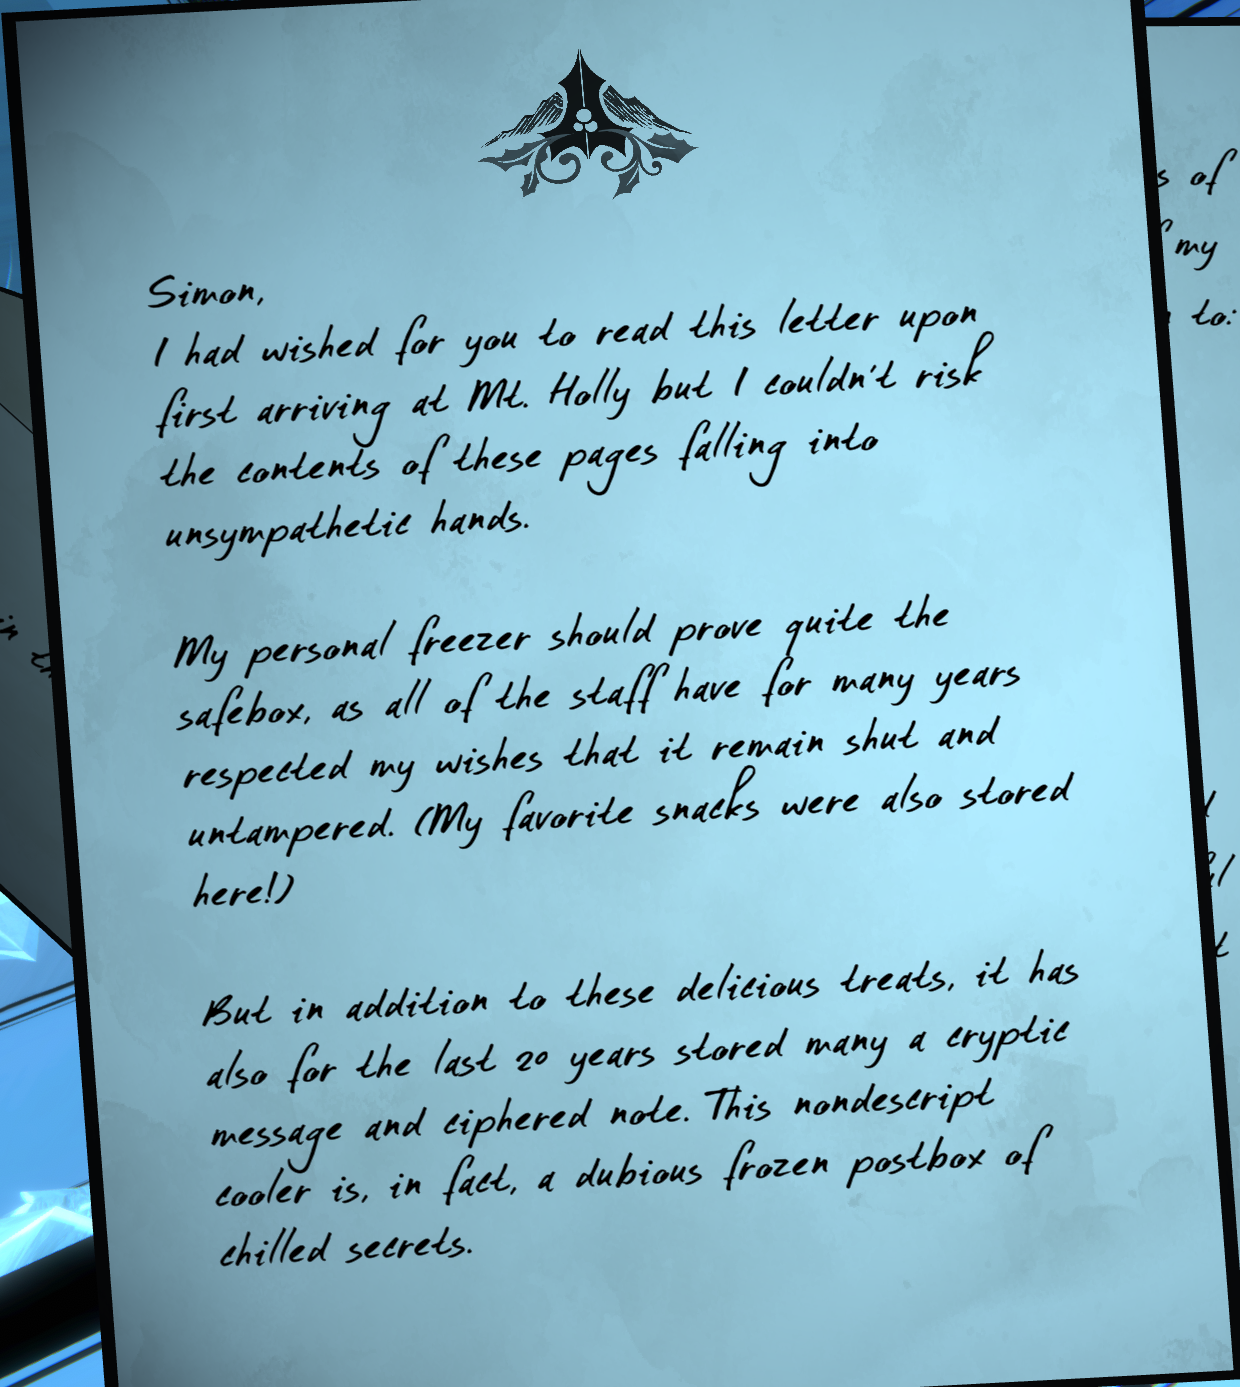 Simon,
I had wished for you to read this letter upon
first arriving at Mt. Holly but I couldn't risk
the contents of these pages falling into
unsympathetic hands.
My personal freezer should prove quite the
safebox, as all of the staff have for many years
respected my wishes that it remain shut and
untampered. (My favorite snacks were also stored
here!)
But in addition to these delicious treats, it has
also for the last 20 years stored many a cryptic
message and ciphered note. This nondescript
cooler is, in fact, a dubious frozen postbox of
chilled secrets.
of
my
to:
in